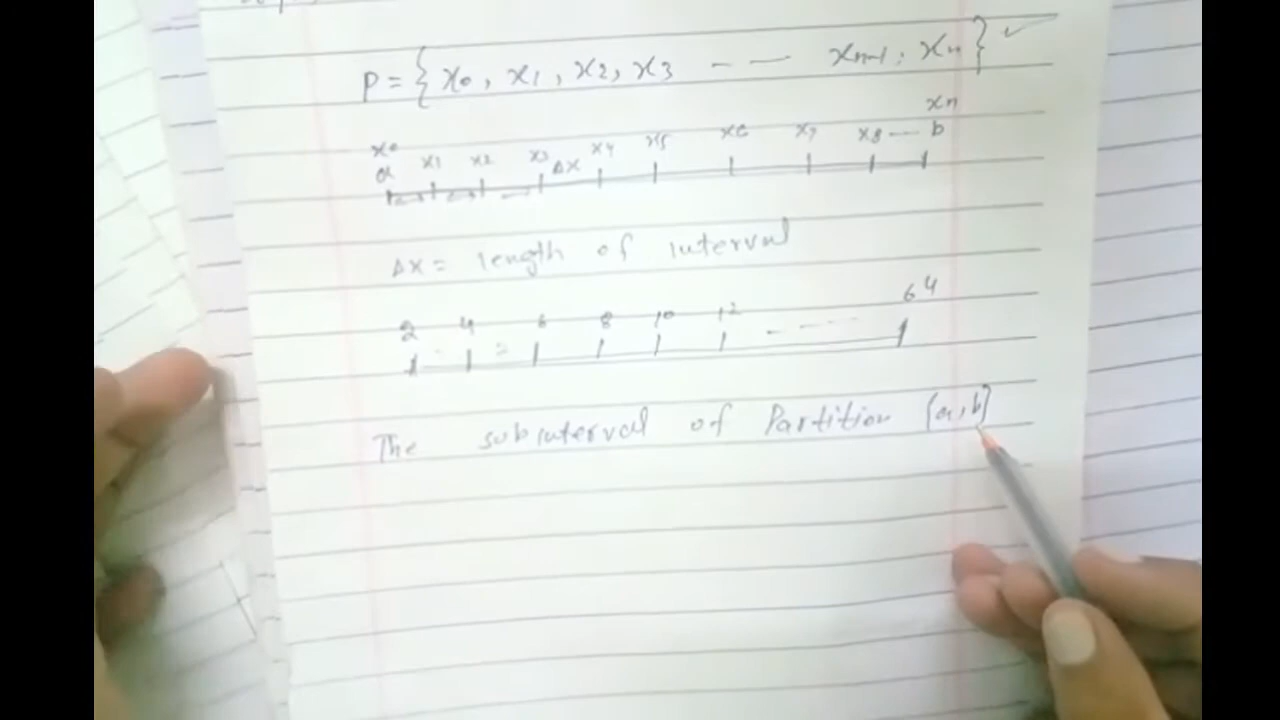 P = { x0, x1, x2, x3 -- — xn-1, xn } ✓
xn
x0 x1 x2 x3 Δx x4 x5 x6 x7 x8 --- b
a
Δx = length of interval
2 4 6 8 10 12 ------ 64
The subinterval of Partition [a,b]